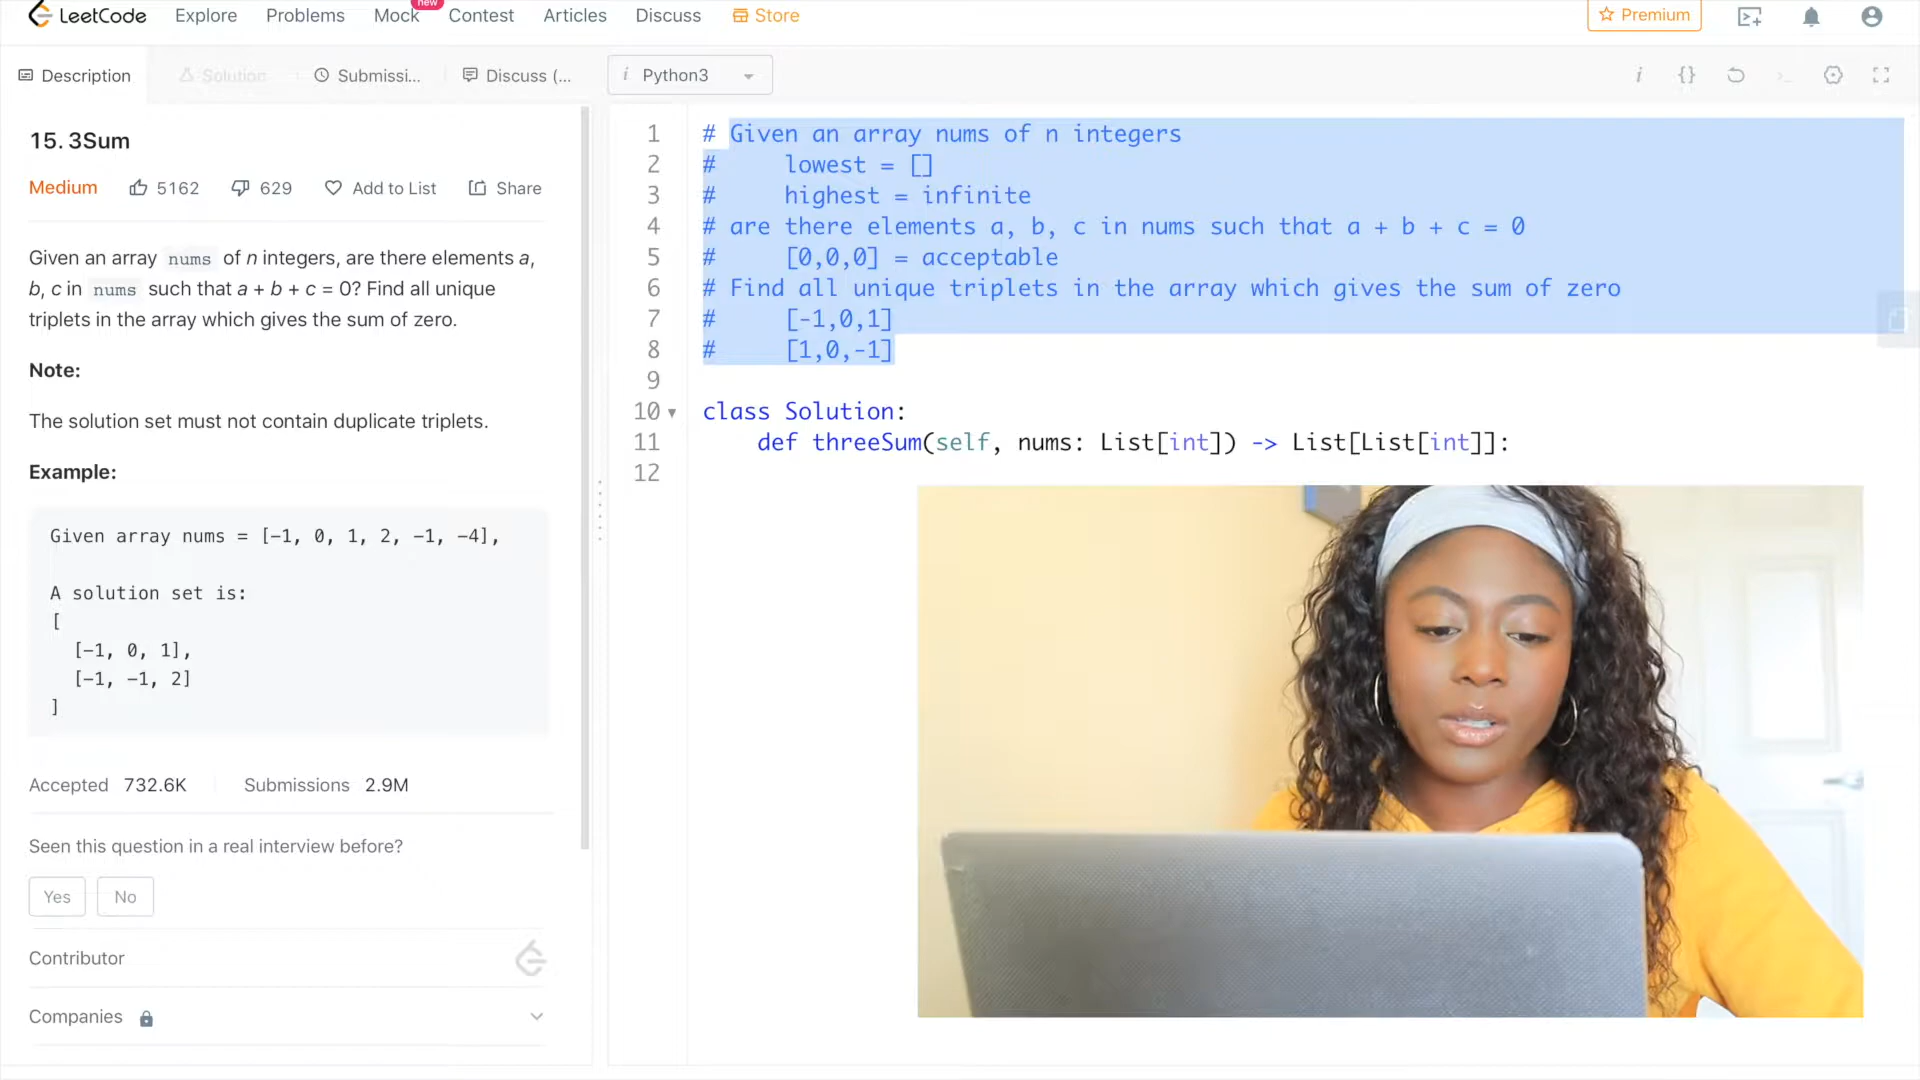 LeetCode Explore Problems Mock new Contest Articles Discuss Store Premium
Description Solution Submissi... Discuss (... i Python3
15. 3Sum
Medium 5162 629 Add to List Share
Given an array nums of n integers, are there elements a,
b, c in nums such that a + b + c = 0? Find all unique
triplets in the array which gives the sum of zero.
Note:
The solution set must not contain duplicate triplets.
Example:
Given array nums = [-1, 0, 1, 2, -1, -4],
A solution set is:
[
[-1, 0, 1],
[-1, -1, 2]
]
Accepted 732.6K Submissions 2.9M
Seen this question in a real interview before?
Yes No
Contributor
Companies
1 # Given an array nums of n integers
2 # lowest = []
3 # highest = infinite
4 # are there elements a, b, c in nums such that a + b + c = 0
5 # [0,0,0] = acceptable
6 # Find all unique triplets in the array which gives the sum of zero
7 # [-1,0,1]
8 # [1,0,-1]
9
10 class Solution:
11 def threeSum(self, nums: List[int]) -> List[List[int]]:
12